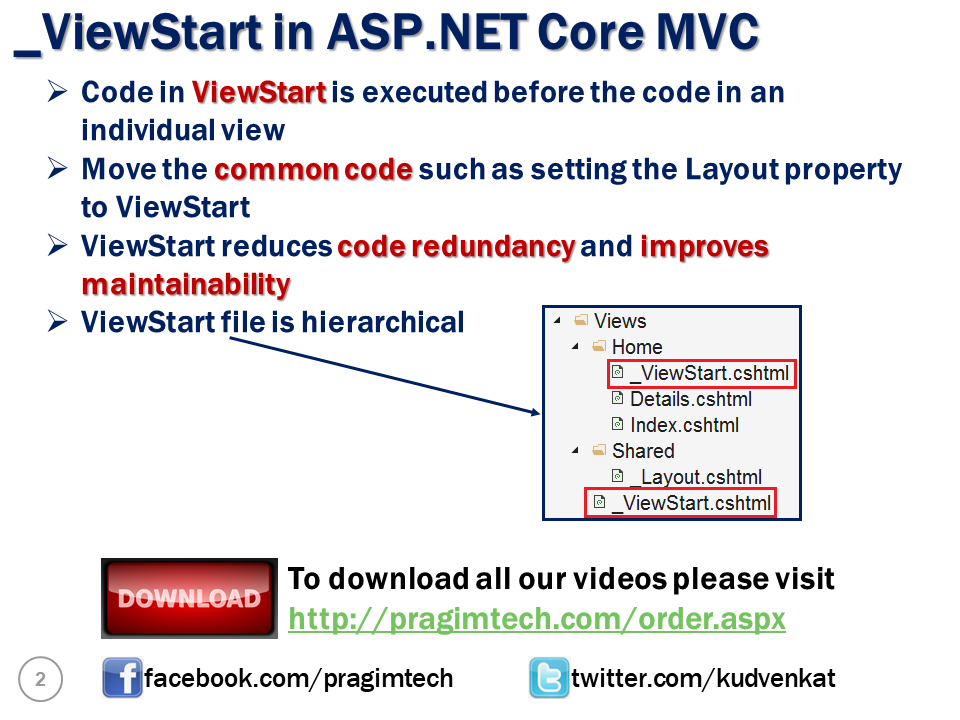 _ViewStart in ASP.NET Core MVC
Code in ViewStart is executed before the code in an
individual view
Move the common code such as setting the Layout property
to ViewStart
ViewStart reduces code redundancy and improves
maintainability
ViewStart file is hierarchical
Views
Home
_ViewStart.cshtml
Details.cshtml
Index.cshtml
Shared
_Layout.cshtml
_ViewStart.cshtml
DOWNLOAD
To download all our videos please visit
http://pragimtech.com/order.aspx
2
facebook.com/pragimtech
twitter.com/kudvenkat